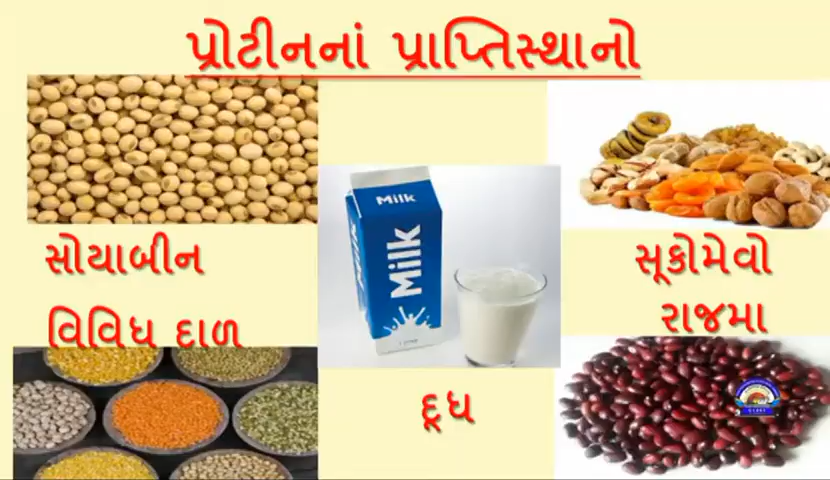 પ્રોટીનનાં પ્રાપ્તિસ્થાનો
સોયાબીન
Milk
Milk
સૂકોમેવો
વિવિધ દાળ
રાજમા
દૂધ